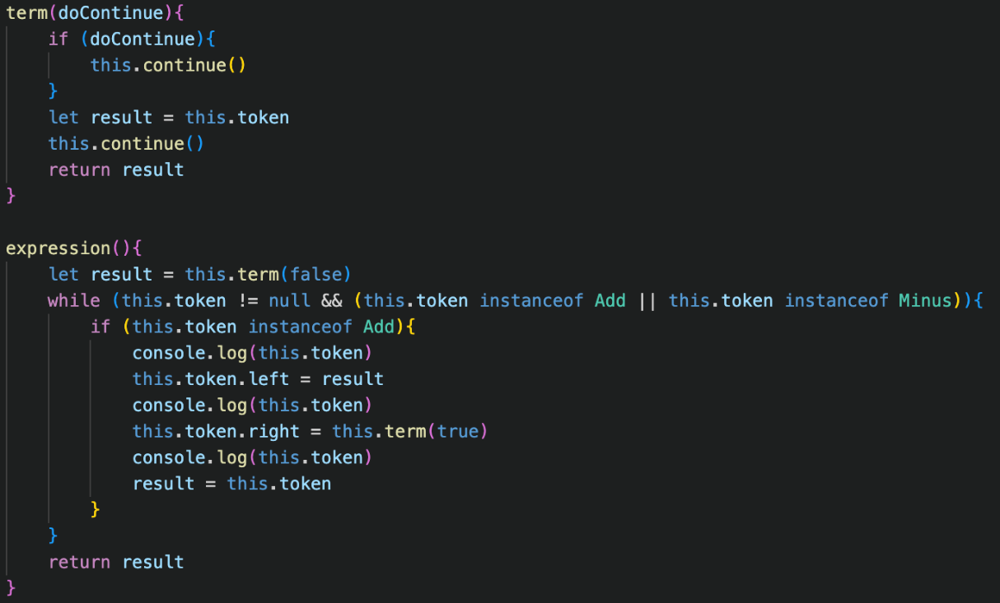 term(doContinue){
    if (doContinue){
        this.continue()
    }
    let result = this.token
    this.continue()
    return result
}

expression(){
    let result = this.term(false)
    while (this.token != null && (this.token instanceof Add || this.token instanceof Minus)){
        if (this.token instanceof Add){
            console.log(this.token)
            this.token.left = result
            console.log(this.token)
            this.token.right = this.term(true)
            console.log(this.token)
            result = this.token
        }
    }
    return result
}